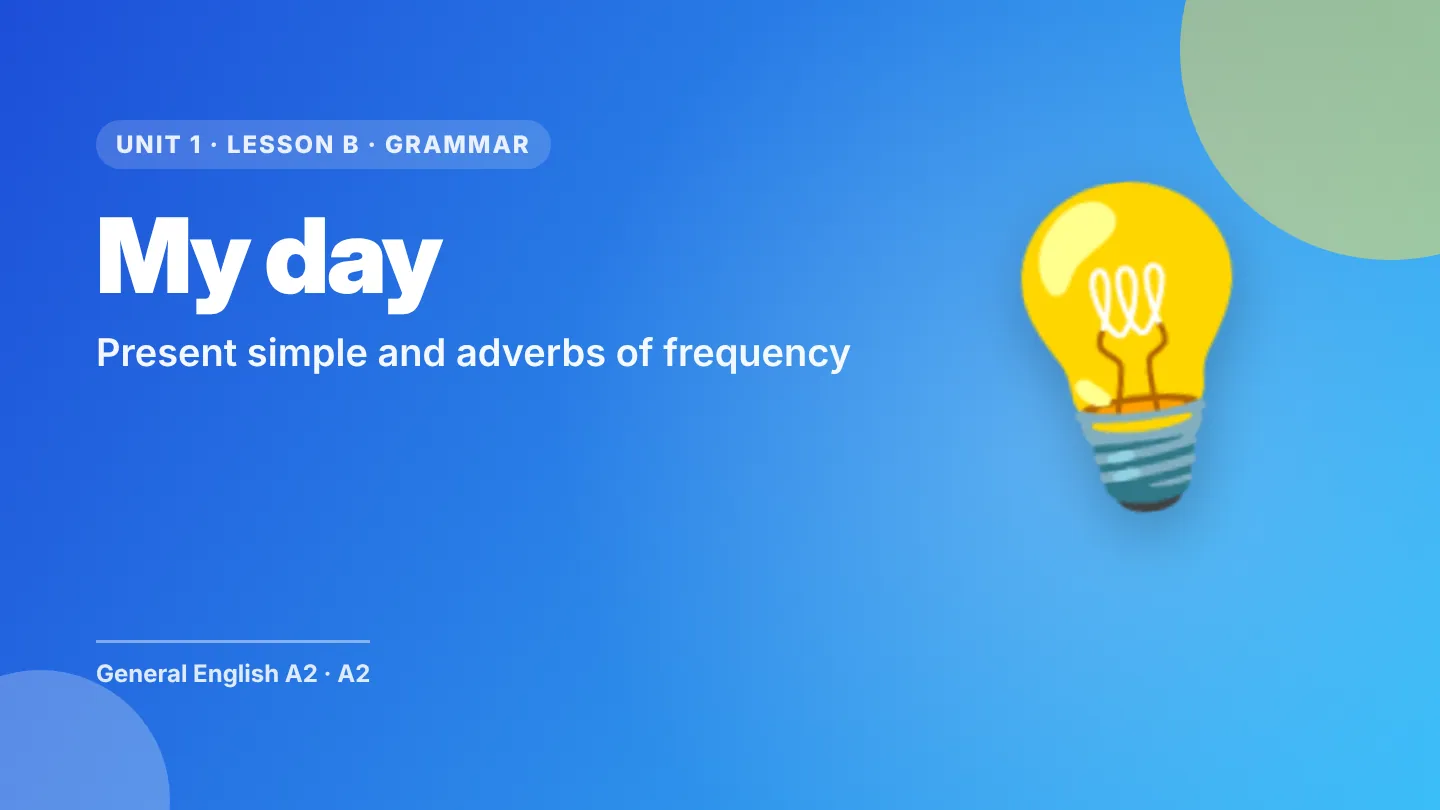 UNIT 1 · LESSON B · GRAMMAR
My day
Present simple and adverbs of frequency
General English A2 · A2